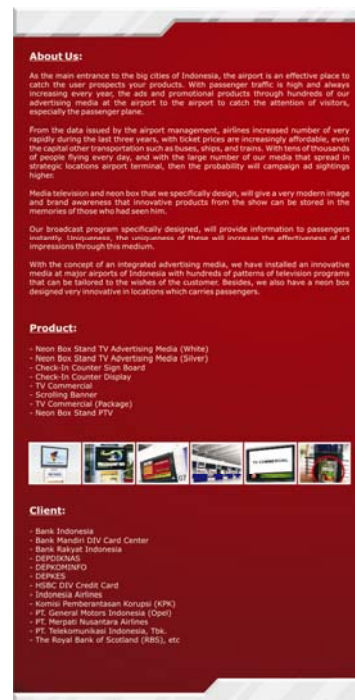 About Us:
As the main entrance to the big cities of Indonesia, the airport is an effective place to
catch the user prospects your products. With passenger traffic is high and always
increasing every year, the ads and promotional products through hundreds of our
advertising media at the airport to the airport to catch the attention of visitors,
especially the passenger plane.
From the data issued by the airport management, airlines increased number of very
rapidly during the last three years, with ticket prices are increasingly affordable, even
the capital other transportation such as buses, ships, and trains. With tens of thousands
of people flying every day, and with the large number of our media that spread in
strategic locations airport terminal, then the probability will campaign ad sightings
higher.
Media television and neon box that we specifically design, will give a very modern image
and brand awareness that innovative products from the show can be stored in the
memories of those who had seen him.
Our broadcast program specifically designed, will provide information to passengers
instantly. Uniqueness, the uniqueness of these will increase the effectiveness of ad
impressions through this medium.
With the concept of an integrated advertising media, we have installed an innovative
media at major airports of Indonesia with hundreds of patterns of television programs
that can be tailored to the wishes of the customer. Besides, we also have a neon box
designed very innovative in locations which carries passengers.
Product:
- Neon Box Stand TV Advertising Media (White)
- Neon Box Stand TV Advertising Media (Silver)
- Check-In Counter Sign Board
- Check-In Counter Display
- TV Commercial
- Scrolling Banner
- TV Commercial (Package)
- Neon Box Stand PTV
TV COMMERCIAL
Client:
- Bank Indonesia
- Bank Mandiri DIV Card Center
- Bank Rakyat Indonesia
- DEPDIKNAS
- DEPKOMINFO
- DEPKES
- HSBC DIV Credit Card
- Indonesia Airlines
- Komisi Pemberantasan Korupsi (KPK)
- PT. General Motors Indonesia (Opel)
- PT. Merpati Nusantara Airlines
- PT. Telekomunikasi Indonesia, Tbk.
- The Royal Bank of Scotland (RBS), etc